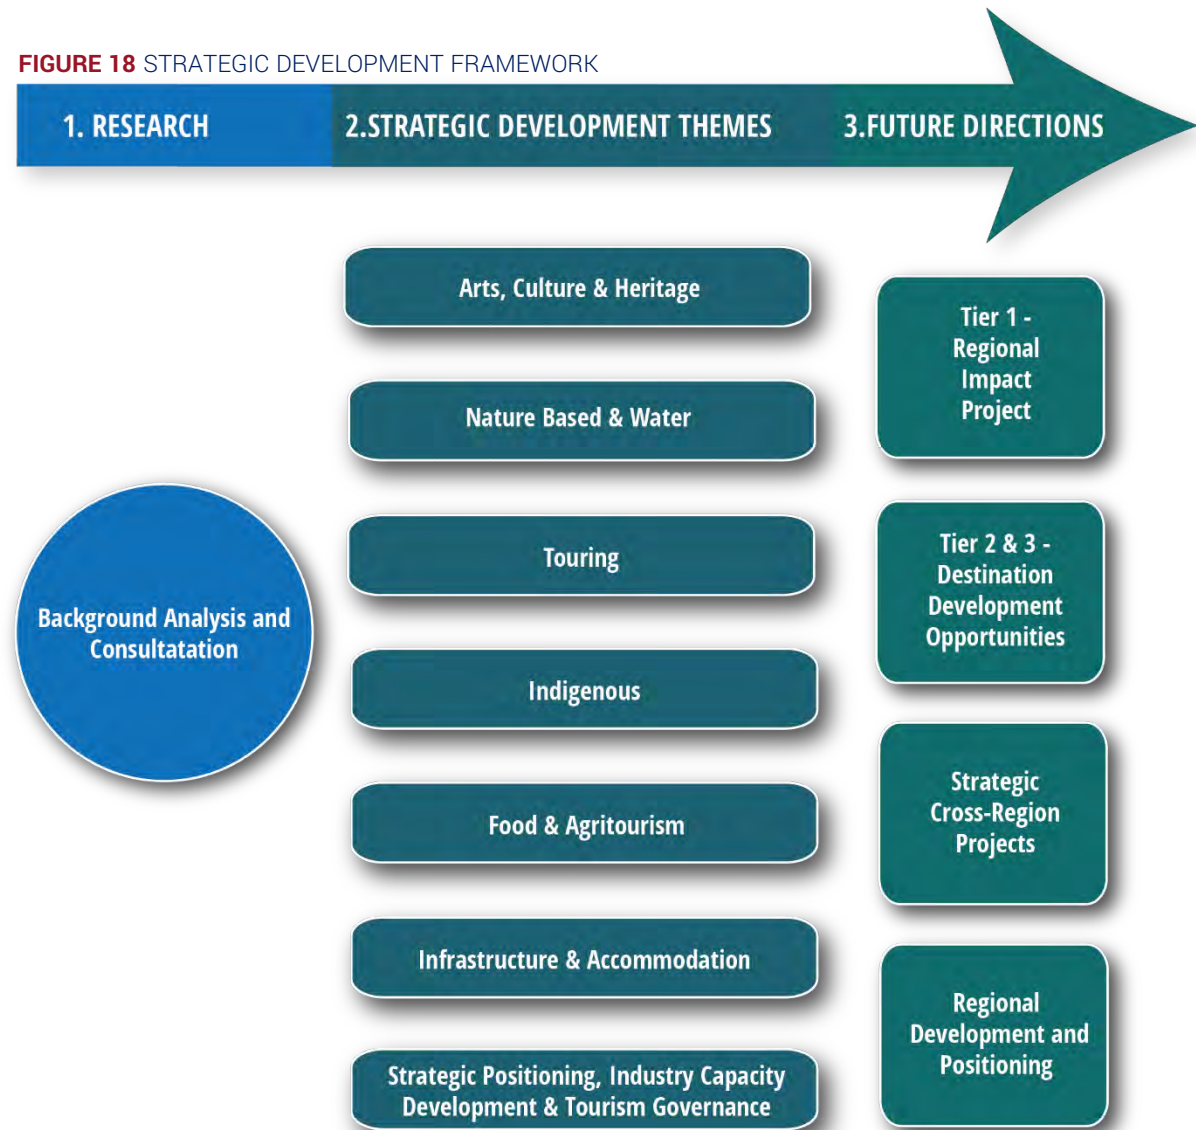 FIGURE 18 STRATEGIC DEVELOPMENT FRAMEWORK
1. RESEARCH
2.STRATEGIC DEVELOPMENT THEMES
3.FUTURE DIRECTIONS
Background Analysis and
Consultatation
Arts, Culture & Heritage
Nature Based & Water
Touring
Indigenous
Food & Agritourism
Infrastructure & Accommodation
Strategic Positioning, Industry Capacity
Development & Tourism Governance
Tier 1 -
Regional
Impact
Project
Tier 2 & 3 -
Destination
Development
Opportunities
Strategic
Cross-Region
Projects
Regional
Development and
Positioning